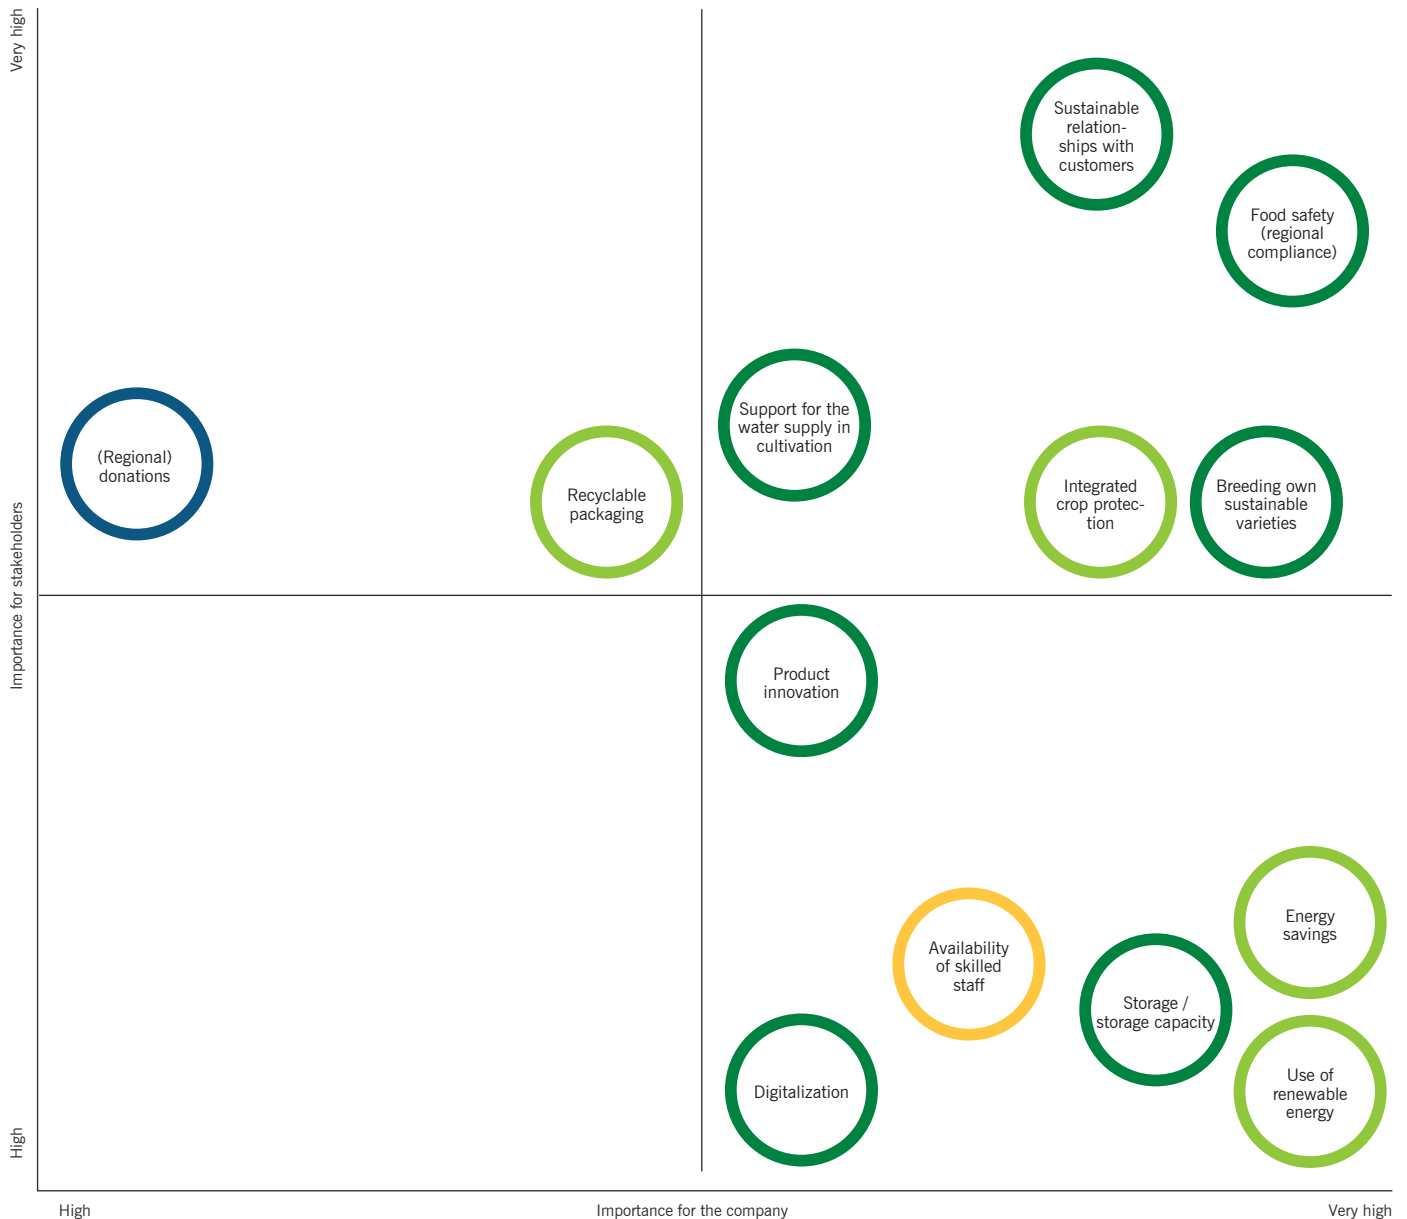 Very high
Importance for stakeholders
High
Sustainable
relation-
ships with
customers
Food safety
(regional
compliance)
Support for the
water supply in
cultivation
(Regional)
donations
Recyclable
packaging
Integrated
crop protec-
tion
Breeding own
sustainable
varieties
Product
innovation
Energy
savings
Availability
of skilled
staff
Storage /
storage capacity
Digitalization
Use of
renewable
energy
High
Importance for the company
Very high